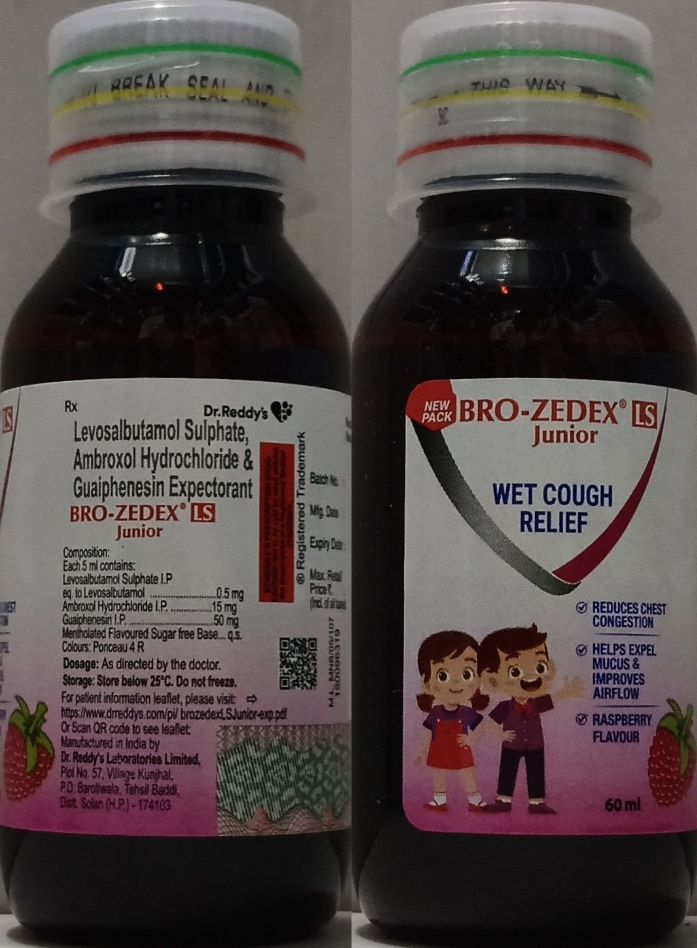 BREAK SEAL AND
LS
Rx
Dr.Reddy's
Levosalbutamol Sulphate,
Ambroxol Hydrochloride &
Guaiphenesin Expectorant
BRO-ZEDEX® LS
Junior
Composition:
Each 5 ml contains:
Levosalbutamol Sulphate I.P
eq. to Levosalbutamol ..................0.5 mg
Ambroxol Hydrochloride I.P. ............15 mg
Guaiphenesin I.P. ........................50 mg
Mentholated Flavoured Sugar free Base... q.s.
Colours: Ponceau 4 R
Dosage: As directed by the doctor.
Storage: Store below 25°C. Do not freeze.
For patient information leaflet, please visit: ⇨
https://www.drreddys.com/pi/ brozedexLSJunior-exp.pdf
Or Scan QR code to see leaflet:
Manufactured in India by
Dr. Reddy's Laboratories Limited,
Plot No. 57, Village Kunjhal,
P.O. Barotiwala, Tehsil Baddi,
Distt. Solan (H.P.) - 174103
® Registered Trademark
Batch No.
Mfg. Date
Expiry Date
Max. Retail
Price ₹.
THIS WAY
NEW
PACK
BRO-ZEDEX® LS
Junior
WET COUGH
RELIEF
REDUCES CHEST
CONGESTION
HELPS EXPEL
MUCUS &
IMPROVES
AIRFLOW
RASPBERRY
FLAVOUR
60 ml